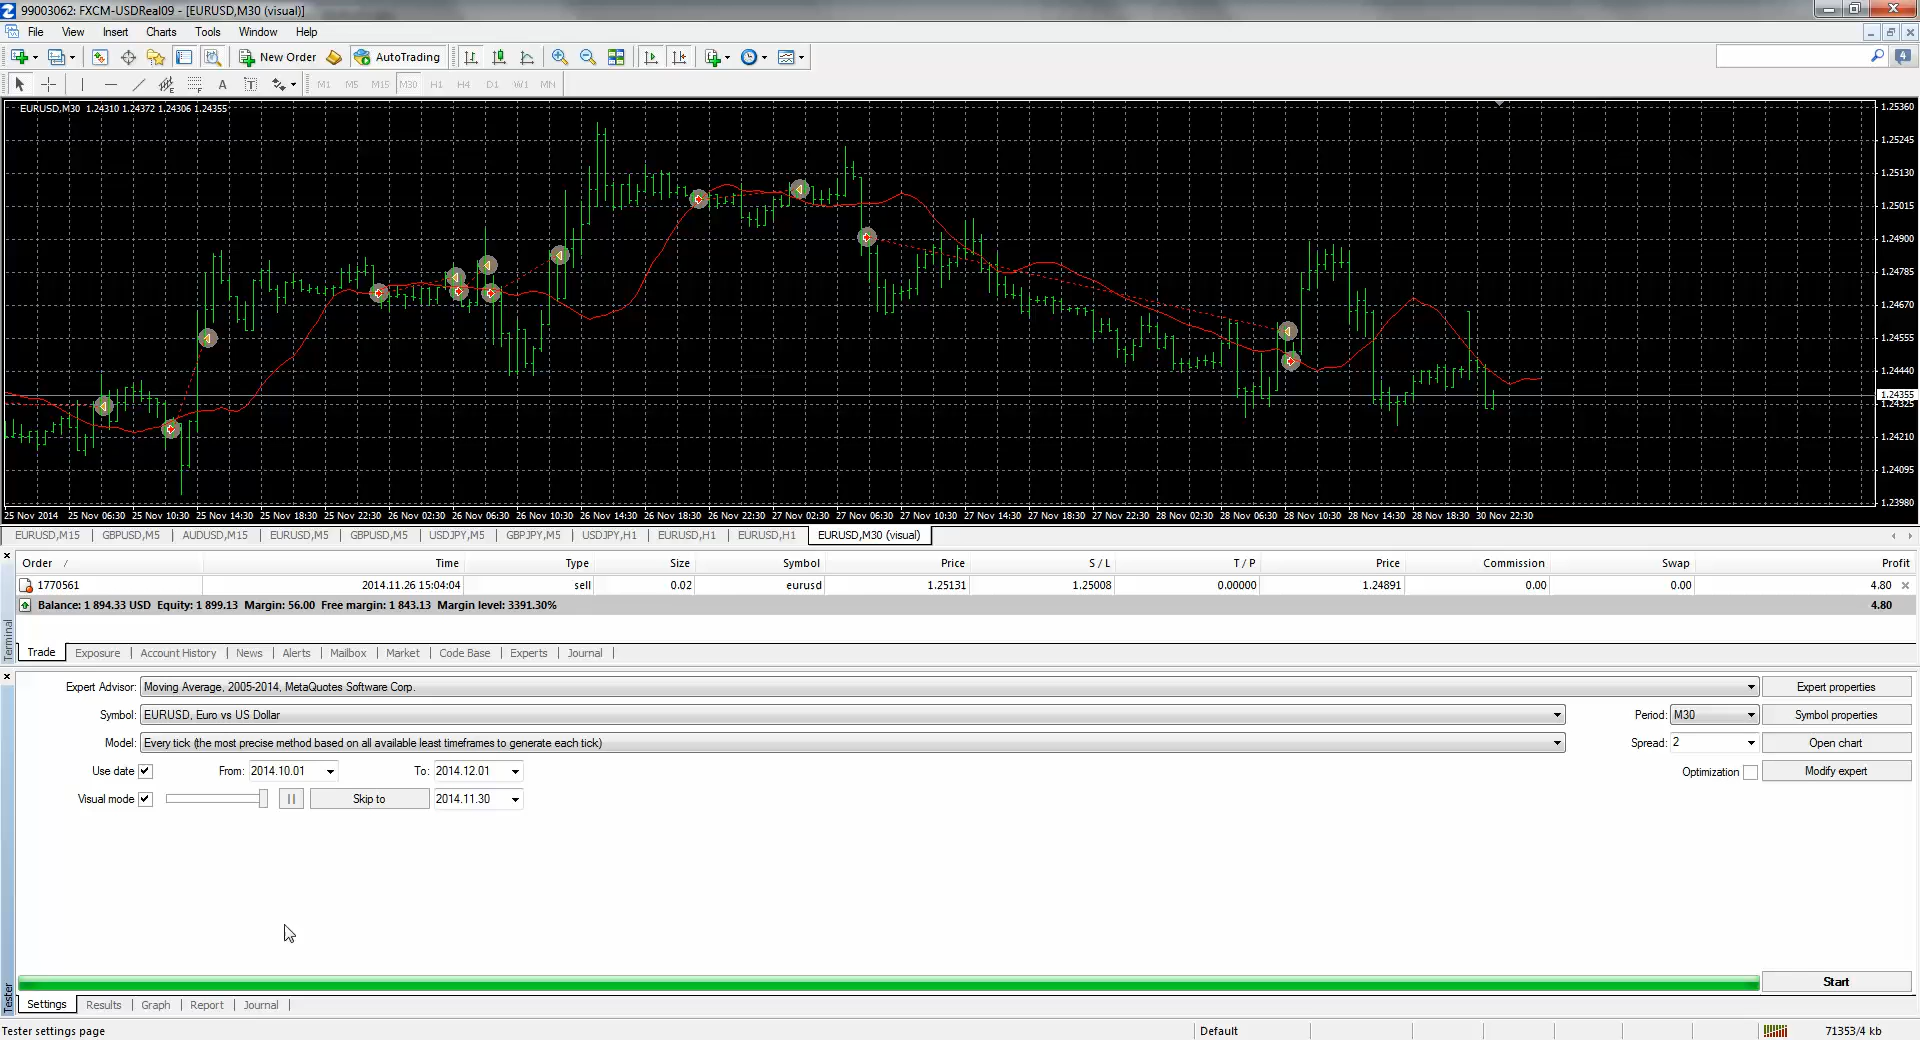 99003062: FXCM-USDReal09 - [EURUSD,M30 (visual)]
File View Insert Charts Tools Window Help
New Order AutoTrading 4
A T M1 M5 M15 M30 H1 H4 D1 W1 MN
EURUSD,M30 1.24310 1.24372 1.24306 1.24355
1.25360
1.25245
1.25130
1.25015
1.24900
1.24785
1.24670
1.24555
1.24440
1.24355
1.24325
1.24210
1.24095
1.23980
25 Nov 2014 25 Nov 06:30 25 Nov 10:30 25 Nov 14:30 25 Nov 18:30 25 Nov 22:30 26 Nov 02:30 26 Nov 06:30 26 Nov 10:30 26 Nov 14:30 26 Nov 18:30 26 Nov 22:30 27 Nov 02:30 27 Nov 06:30 27 Nov 10:30 27 Nov 14:30 27 Nov 18:30 27 Nov 22:30 28 Nov 02:30 28 Nov 06:30 28 Nov 10:30 28 Nov 14:30 28 Nov 18:30 30 Nov 22:30
EURUSD,M15 GBPUSD,M5 AUDUSD,M15 EURUSD,M5 GBPUSD,M5 USDJPY,M5 GBPJPY,M5 USDJPY,H1 EURUSD,H1 EURUSD,H1 EURUSD,M30 (visual)
Order / Time Type Size Symbol Price S / L T / P Price Commission Swap Profit
1770561 2014.11.26 15:04:04 sell 0.02 eurusd 1.25131 1.25008 0.00000 1.24891 0.00 0.00 4.80
Balance: 1 894.33 USD Equity: 1 899.13 Margin: 56.00 Free margin: 1 843.13 Margin level: 3391.30% 4.80
Terminal
Trade Exposure Account History News Alerts Mailbox Market Code Base Experts Journal
Expert Advisor: Moving Average, 2005-2014, MetaQuotes Software Corp. Expert properties
Symbol: EURUSD, Euro vs US Dollar Period: M30 Symbol properties
Model: Every tick (the most precise method based on all available least timeframes to generate each tick) Spread: 2 Open chart
Use date From: 2014.10.01 To: 2014.12.01 Optimization Modify expert
Visual mode Skip to 2014.11.30
Start
Tester
Settings Results Graph Report Journal
Tester settings page Default 71353/4 kb